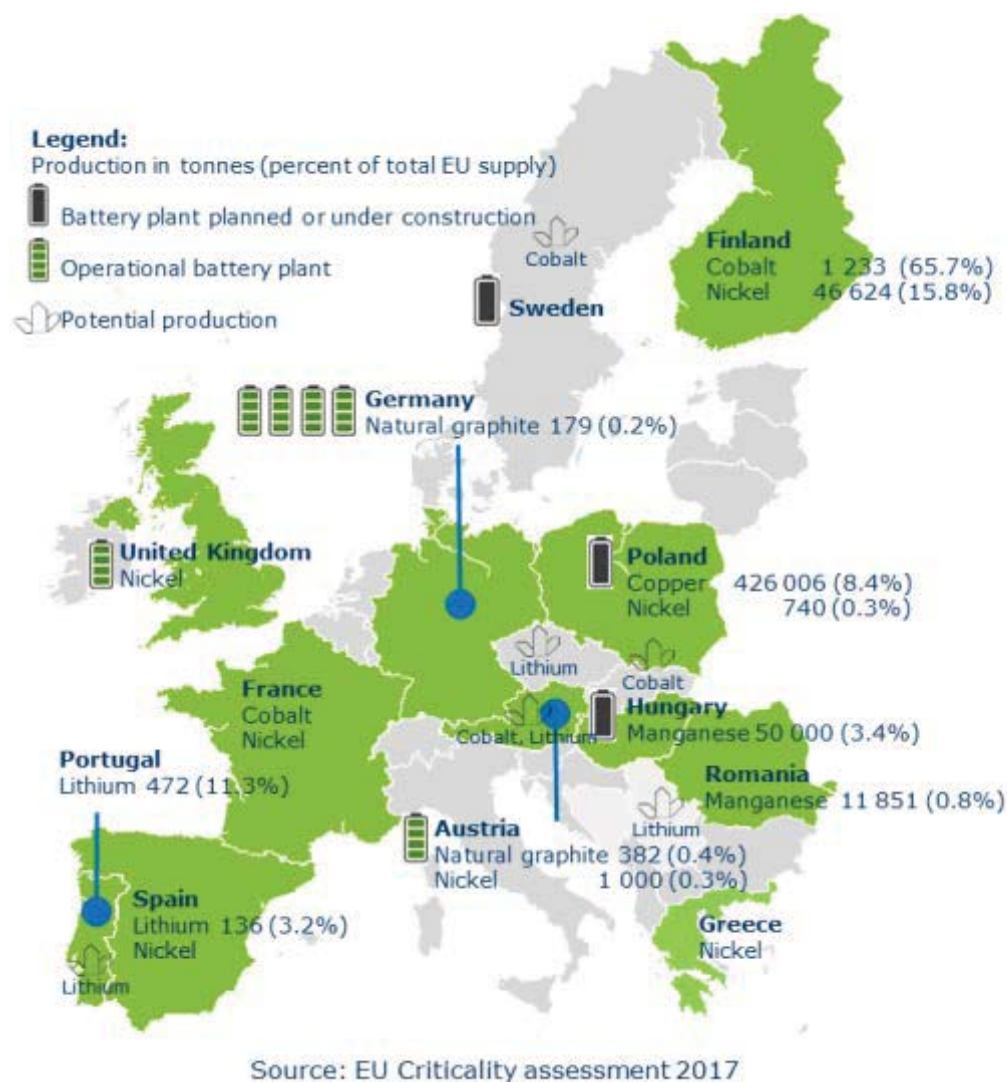 Legend:
Production in tonnes (percent of total EU supply)
Battery plant planned or under construction
Operational battery plant
Potential production
Cobalt
Sweden
Finland
Cobalt 1 233 (65.7%)
Nickel 46 624 (15.8%)
Germany
Natural graphite 179 (0.2%)
United Kingdom
Nickel
Poland
Copper 426 006 (8.4%)
Nickel 740 (0.3%)
Lithium
Cobalt
France
Cobalt
Nickel
Cobalt, Lithium
Hungary
Manganese 50 000 (3.4%)
Portugal
Lithium 472 (11.3%)
Romania
Manganese 11 851 (0.8%)
Lithium
Austria
Natural graphite 382 (0.4%)
Nickel 1 000 (0.3%)
Spain
Lithium 136 (3.2%)
Nickel
Greece
Nickel
Lithium
Source: EU Criticality assessment 2017